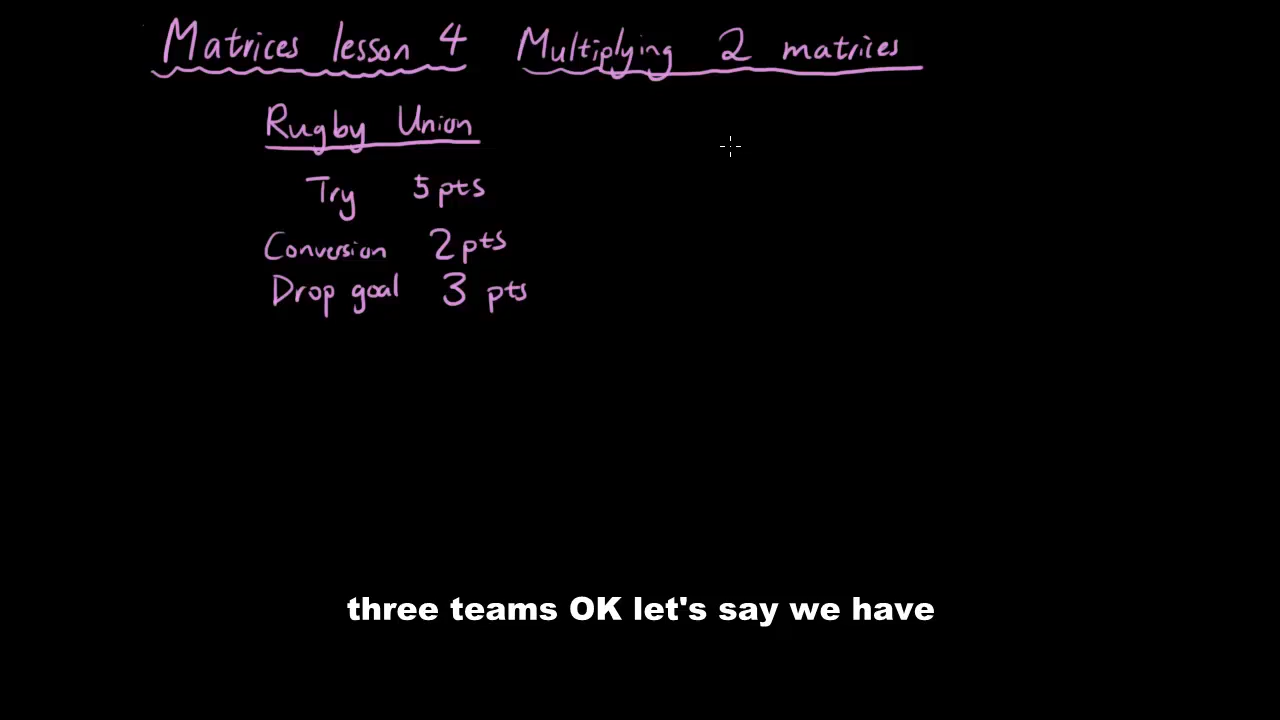 Matrices lesson 4 Multiplying 2 matrices
Rugby Union
Try 5 pts
Conversion 2 pts
Drop goal 3 pts
three teams OK let's say we have